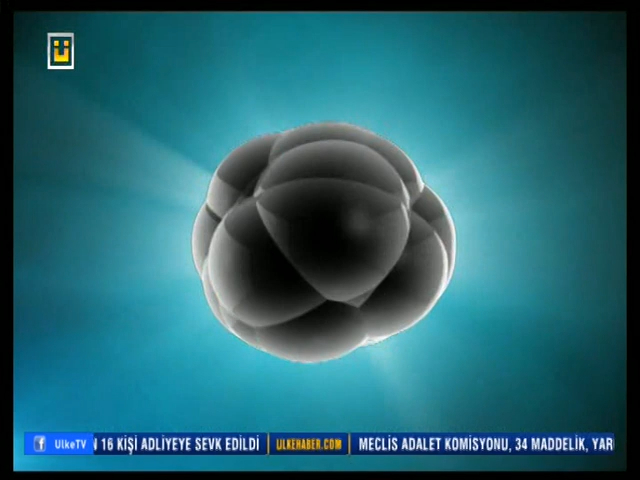 Ü
UlkeTV N 16 KİŞİ ADLİYEYE SEVK EDİLDİ | ULKEHABER.COM | MECLİS ADALET KOMİSYONU, 34 MADDELİK, YAR